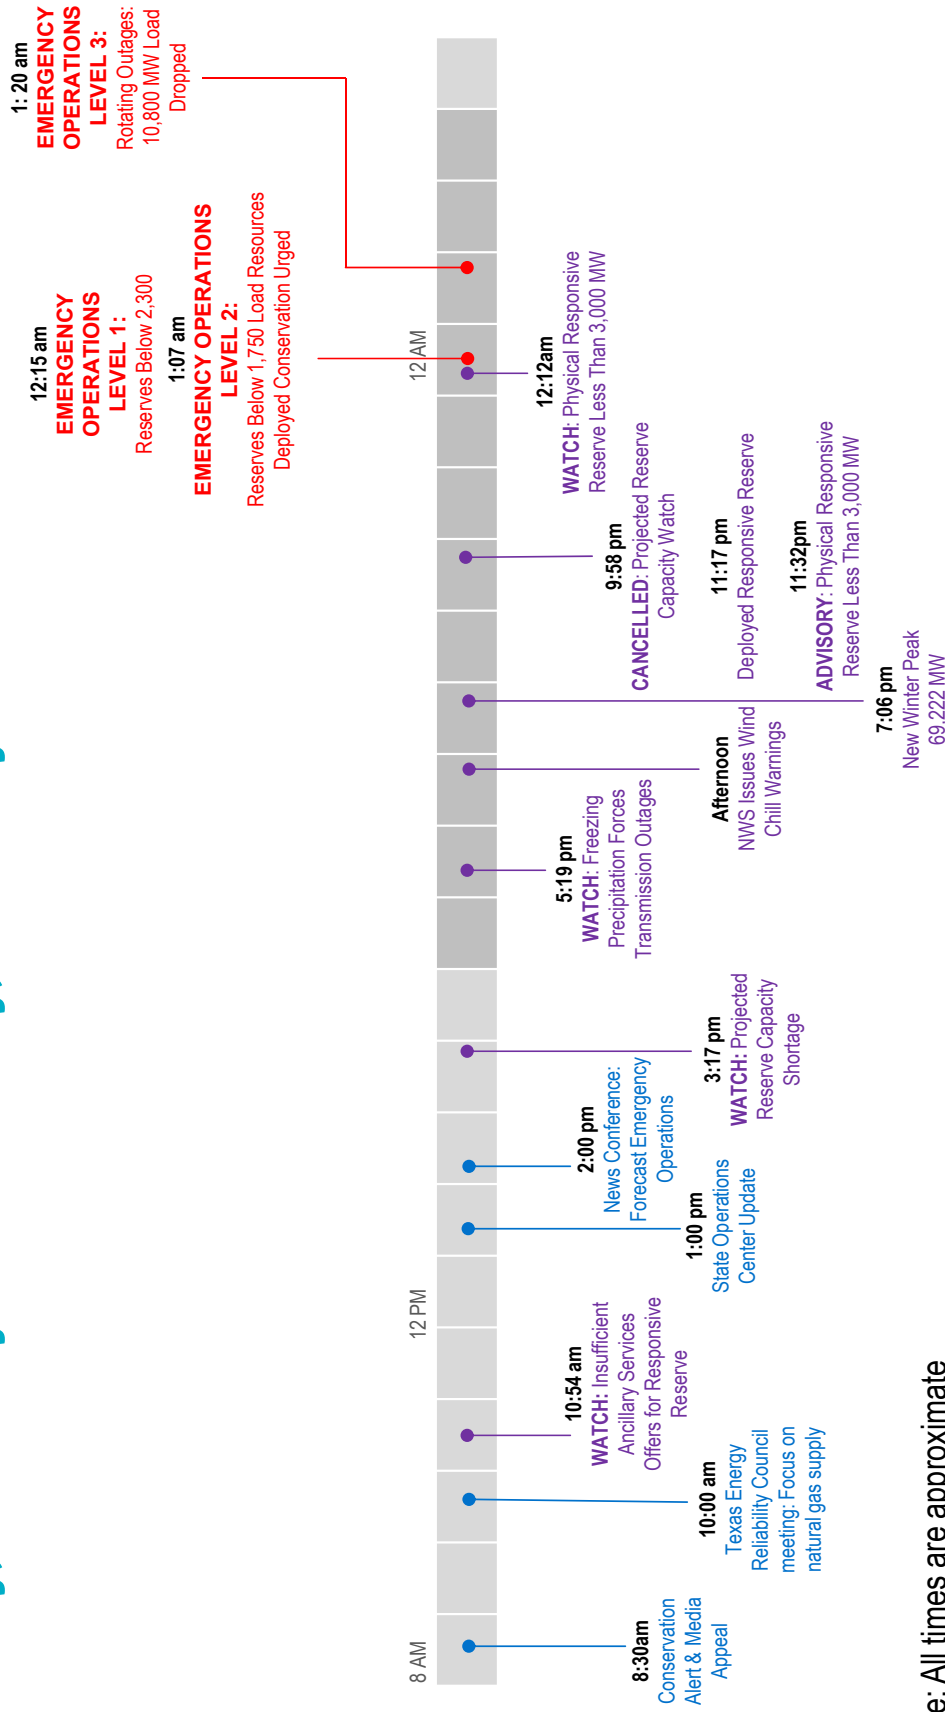 12:15 am
EMERGENCY
OPERATIONS
LEVEL 1:
Reserves Below 2,300
1:07 am
EMERGENCY OPERATIONS
LEVEL 2:
Reserves Below 1,750 Load Resources
Deployed Conservation Urged
1: 20 am
EMERGENCY
OPERATIONS
LEVEL 3:
Rotating Outages:
10,800 MW Load
Dropped
8 AM
12 PM
12 AM
8:30am
Conservation
Alert & Media
Appeal
10:00 am
Texas Energy
Reliability Council
meeting: Focus on
natural gas supply
10:54 am
WATCH: Insufficient
Ancillary Services
Offers for Responsive
Reserve
1:00 pm
State Operations
Center Update
2:00 pm
News Conference:
Forecast Emergency
Operations
3:17 pm
WATCH: Projected
Reserve Capacity
Shortage
5:19 pm
WATCH: Freezing
Precipitation Forces
Transmission Outages
Afternoon
NWS Issues Wind
Chill Warnings
7:06 pm
New Winter Peak
69,222 MW
9:58 pm
CANCELLED: Projected Reserve
Capacity Watch
11:17 pm
Deployed Responsive Reserve
11:32pm
ADVISORY: Physical Responsive
Reserve Less Than 3,000 MW
12:12am
WATCH: Physical Responsive
Reserve Less Than 3,000 MW
e: All times are approximate